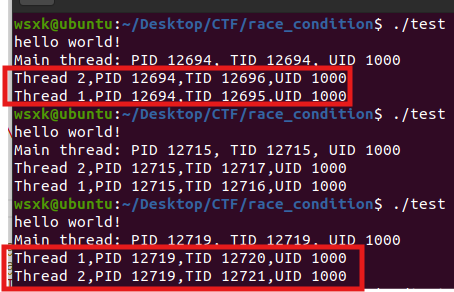 wsxk@ubuntu:~/Desktop/CTF/race_condition$ ./test
hello world!
Main thread: PID 12694, TID 12694, UID 1000
Thread 2,PID 12694,TID 12696,UID 1000
Thread 1,PID 12694,TID 12695,UID 1000
wsxk@ubuntu:~/Desktop/CTF/race_condition$ ./test
hello world!
Main thread: PID 12715, TID 12715, UID 1000
Thread 2,PID 12715,TID 12717,UID 1000
Thread 1,PID 12715,TID 12716,UID 1000
wsxk@ubuntu:~/Desktop/CTF/race_condition$ ./test
hello world!
Main thread: PID 12719, TID 12719, UID 1000
Thread 1,PID 12719,TID 12720,UID 1000
Thread 2,PID 12719,TID 12721,UID 1000